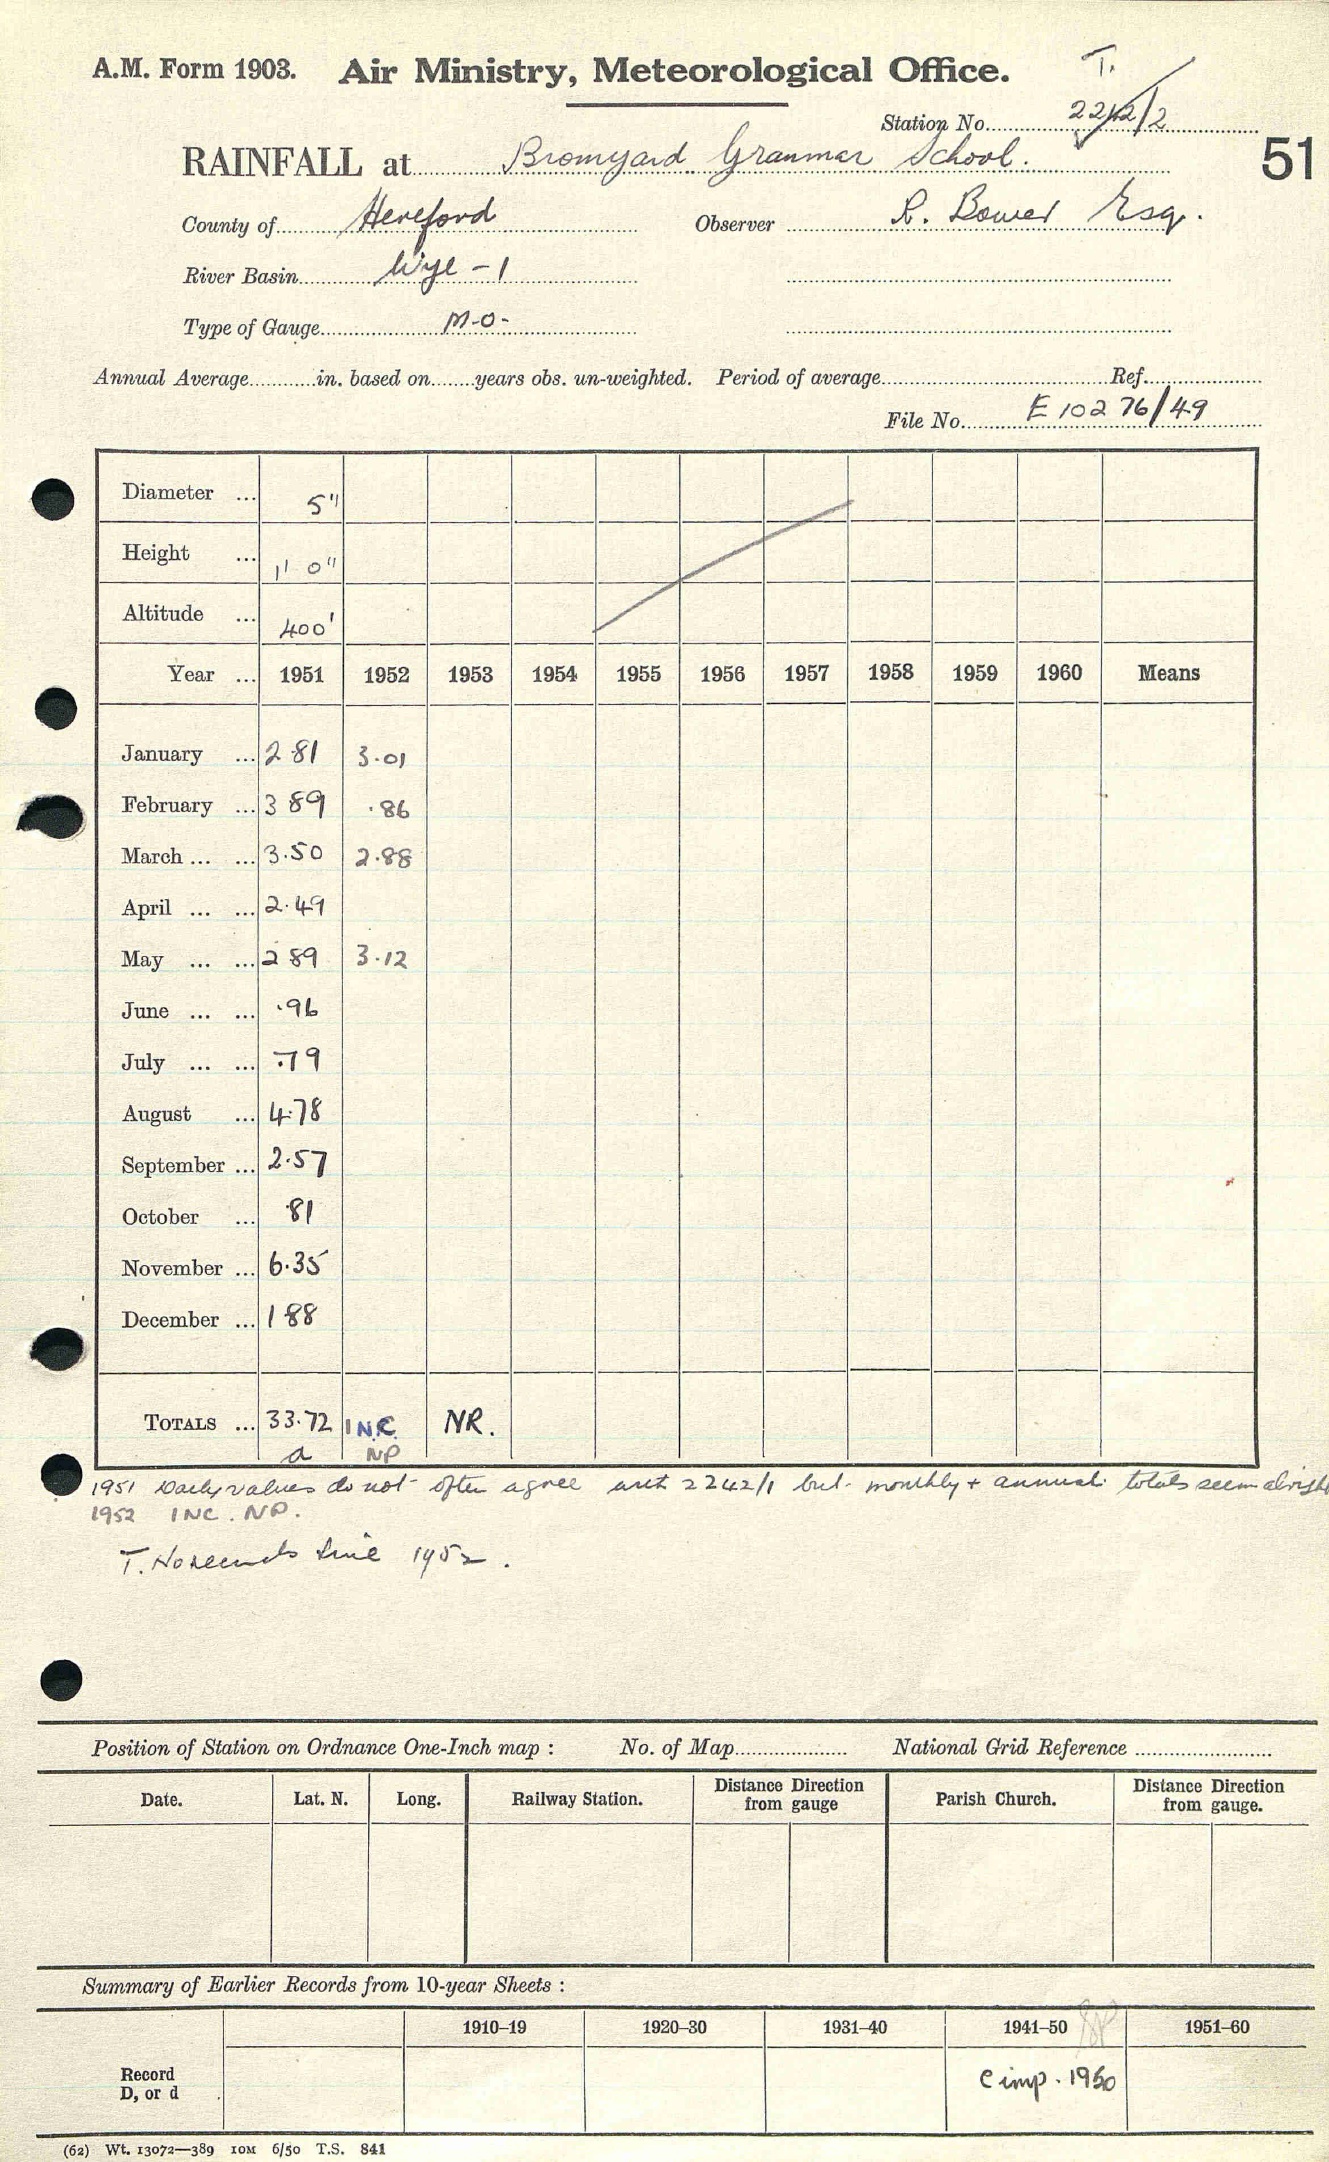 A.M. Form 1903. Air Ministry, Meteorological Office. T.
Station No. 2242/2
RAINFALL at Bromyard Grammar School. 51
County of Hereford Observer R. Bower Esq.
River Basin Wye - 1
Type of Gauge M-O-
Annual Average in. based on years obs. un-weighted. Period of average Ref.
File No. E 10276/49
Diameter ... 5"
Height ... 1' 0"
Altitude ... 400'
Year ... 1951 1952 1953 1954 1955 1956 1957 1958 1959 1960 Means
January ... 2.81 3.01
February ... 3 89 .86
March ... ... 3.50 2.88
April ... ... 2.49
May ... ... 2 89 3.12
June ... ... .96
July ... ... .79
August ... 4.78
September ... 2.57
October ... .81
November ... 6.35
December ... 1 88
TOTALS ... 33.72 INC. NR.
a NP
1951 Daily values do not often agree with 2242/1 but monthly + annual totals seem alright
1952 INC. NP.
T. No records since 1952.
Position of Station on Ordnance One-Inch map : No. of Map National Grid Reference
Date. Lat. N. Long. Railway Station. Distance Direction from gauge Parish Church. Distance Direction from gauge.
Summary of Earlier Records from 10-year Sheets :
1910–19 1920–30 1931–40 1941–50 1951–60
Record
D, or d c imp. 1950
(62) Wt. 13072—389 10M 6/50 T.S. 841